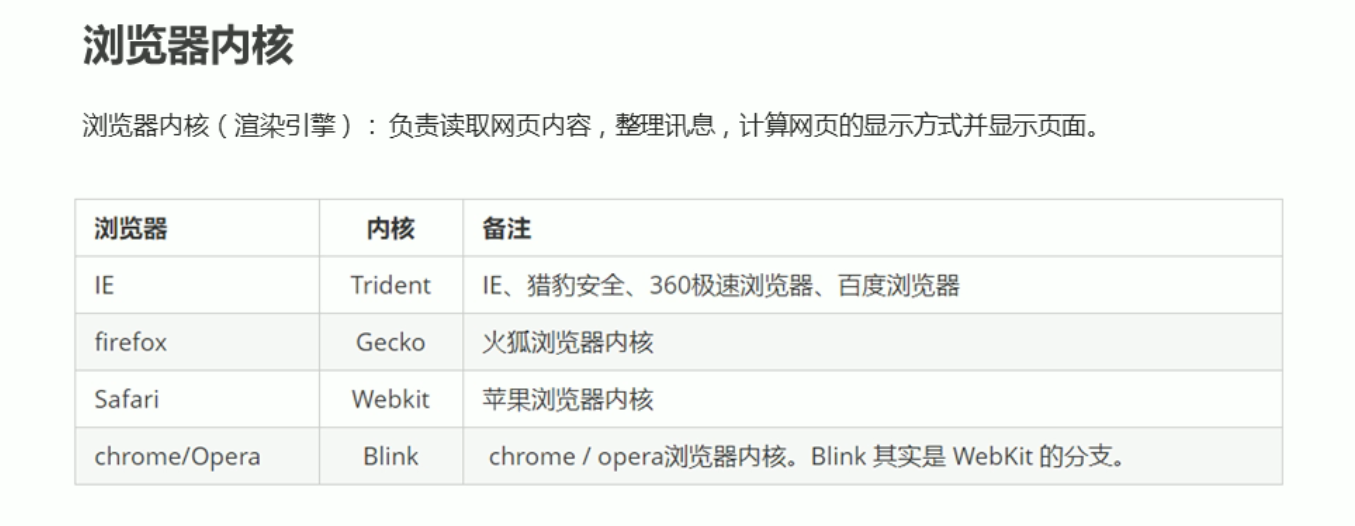 浏览器内核
浏览器内核（渲染引擎）：负责读取网页内容，整理讯息，计算网页的显示方式并显示页面。
浏览器 内核 备注
IE Trident IE、猎豹安全、360极速浏览器、百度浏览器
firefox Gecko 火狐浏览器内核
Safari Webkit 苹果浏览器内核
chrome/Opera Blink chrome / opera浏览器内核。Blink 其实是 WebKit 的分支。